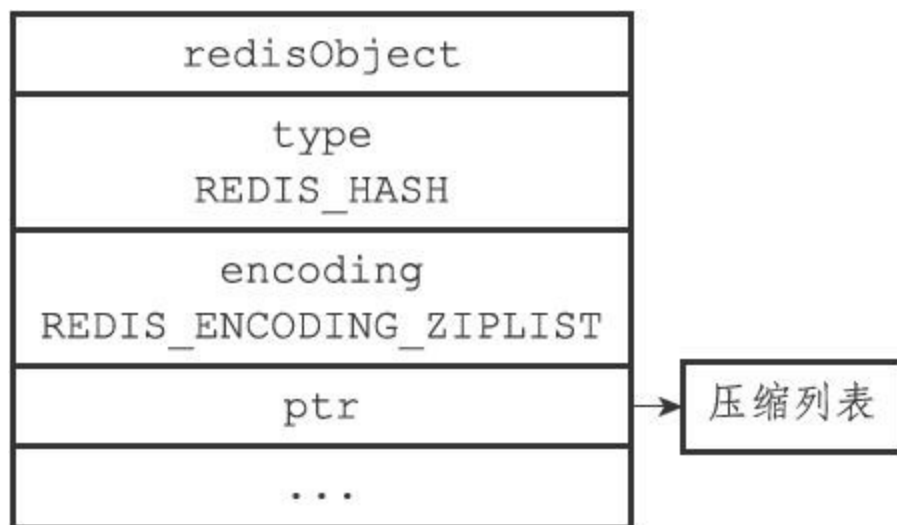 redisObject
type
REDIS_HASH
encoding
REDIS_ENCODING_ZIPLIST
ptr
压缩列表
...